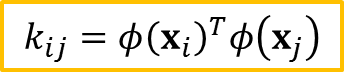 k_{ij} = ϕ(𝐱_i)^T ϕ(𝐱_j)